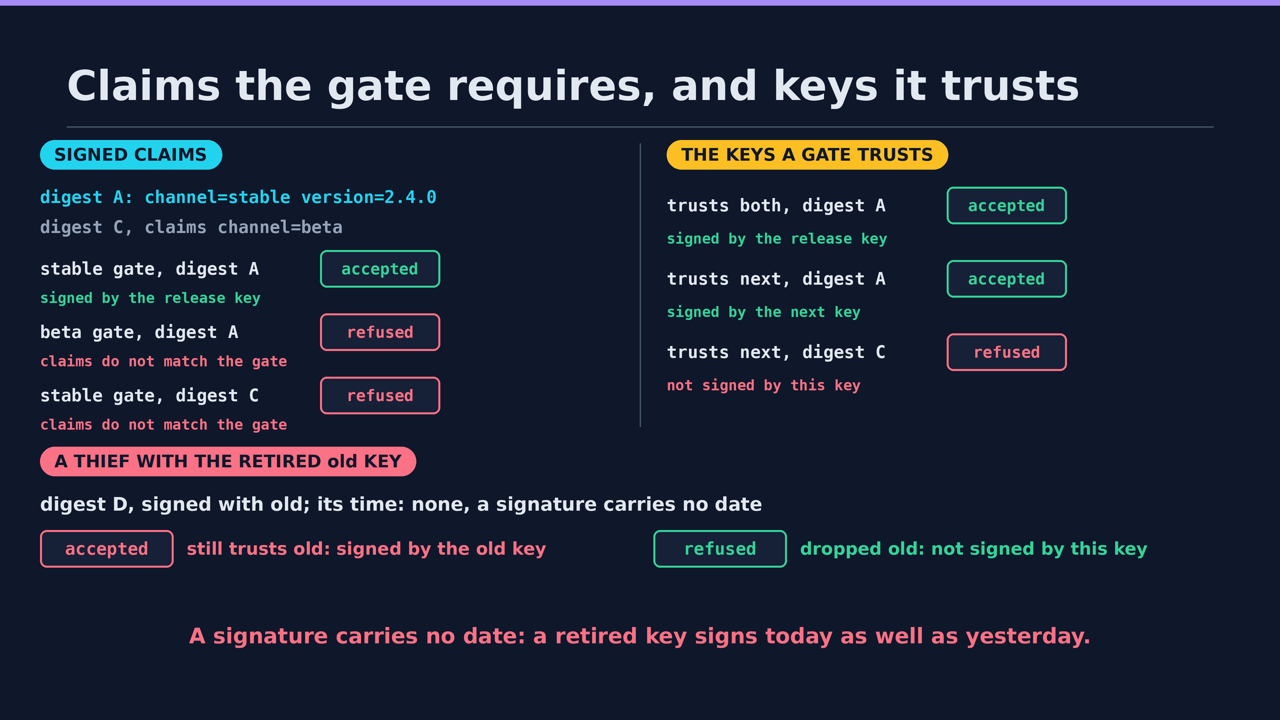 Claims the gate requires, and keys it trusts
SIGNED CLAIMS
digest A: channel=stable version=2.4.0
digest C, claims channel=beta
stable gate, digest A accepted
signed by the release key
beta gate, digest A refused
claims do not match the gate
stable gate, digest C refused
claims do not match the gate
THE KEYS A GATE TRUSTS
trusts both, digest A accepted
signed by the release key
trusts next, digest A accepted
signed by the next key
trusts next, digest C refused
not signed by this key
A THIEF WITH THE RETIRED old KEY
digest D, signed with old; its time: none, a signature carries no date
accepted still trusts old: signed by the old key
refused dropped old: not signed by this key
A signature carries no date: a retired key signs today as well as yesterday.